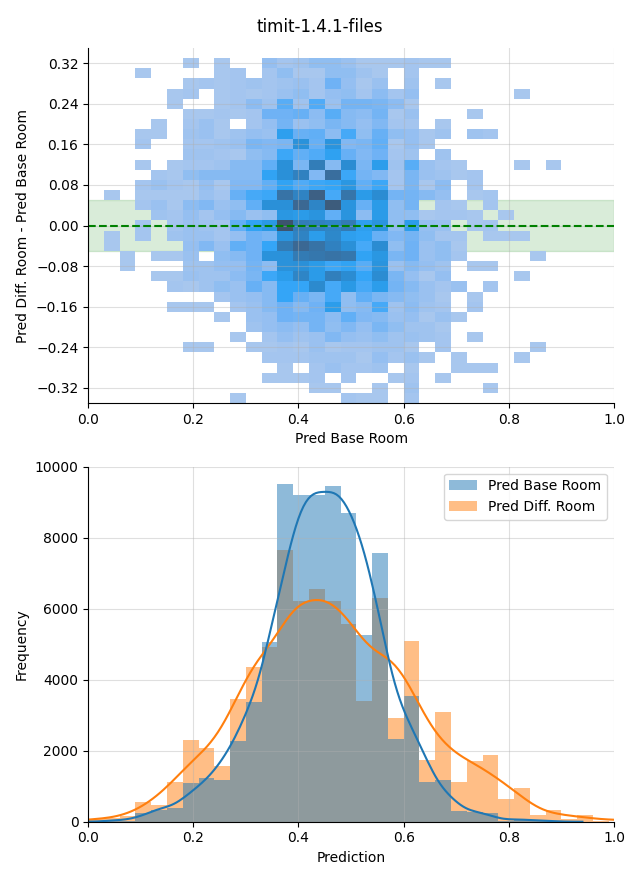 timit-1.4.1-files
Pred Diff. Room - Pred Base Room
0.32
0.24
0.16
0.08
0.00
−0.08
−0.16
−0.24
−0.32
0.0 0.2 0.4 0.6 0.8 1.0
Pred Base Room
Frequency
10000
8000
6000
4000
2000
0
Pred Base Room
Pred Diff. Room
0.0 0.2 0.4 0.6 0.8 1.0
Prediction